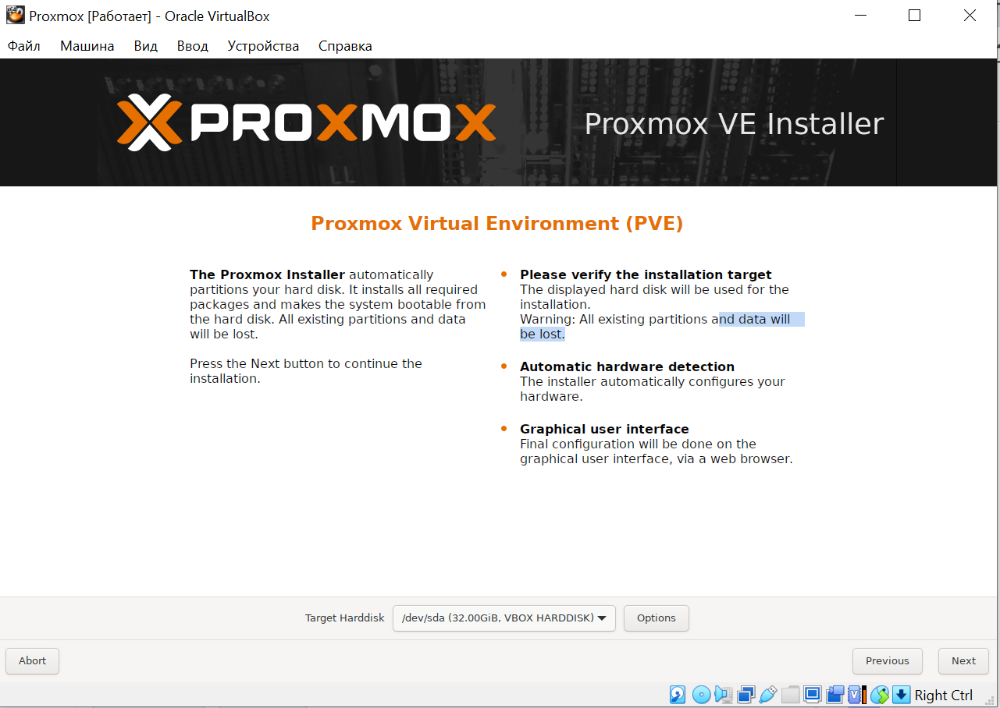 Proxmox [Работает] - Oracle VirtualBox
Файл Машина Вид Ввод Устройства Справка
PROXMOX Proxmox VE Installer
Proxmox Virtual Environment (PVE)
The Proxmox Installer automatically
partitions your hard disk. It installs all required
packages and makes the system bootable from
the hard disk. All existing partitions and data
will be lost.
Press the Next button to continue the
installation.
Please verify the installation target
The displayed hard disk will be used for the
installation.
Warning: All existing partitions and data will
be lost.
Automatic hardware detection
The installer automatically configures your
hardware.
Graphical user interface
Final configuration will be done on the
graphical user interface, via a web browser.
Target Harddisk /dev/sda (32.00GiB, VBOX HARDDISK) Options
Abort Previous Next
Right Ctrl